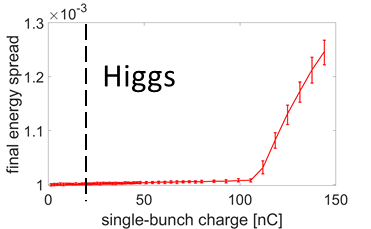 ×10⁻³
1.3
1.2
1.1
1
final energy spread
Higgs
0 50 100 150
single-bunch charge [nC]